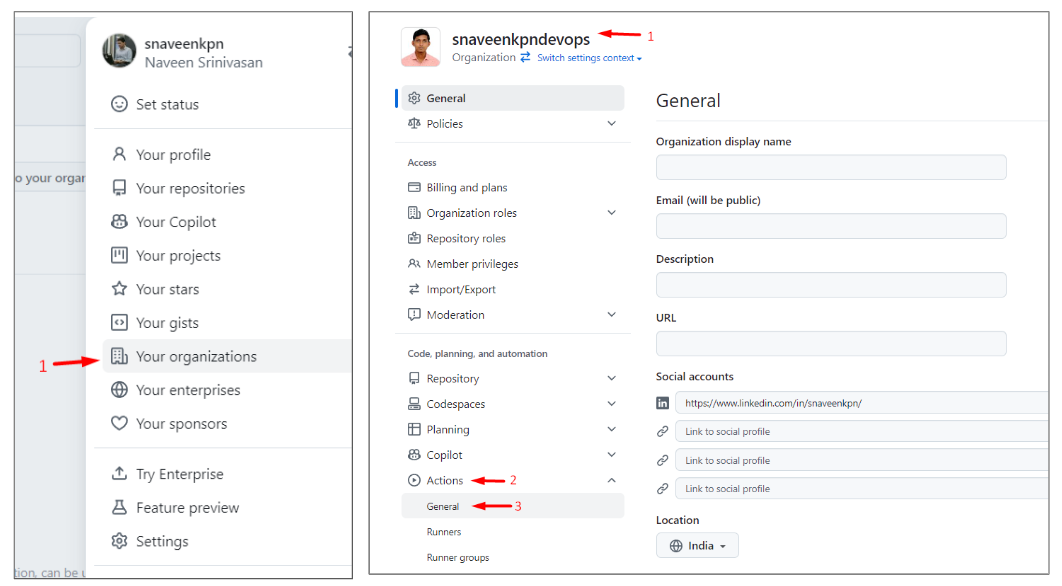 snaveenkpn
Naveen Srinivasan
Set status
o your organ
Your profile
Your repositories
Your Copilot
Your projects
Your stars
Your gists
1
Your organizations
Your enterprises
Your sponsors
Try Enterprise
Feature preview
Settings
tion, can be u
snaveenkpndevops
1
Organization
Switch settings context
General
Policies
Access
Billing and plans
Organization roles
Repository roles
Member privileges
Import/Export
Moderation
Code, planning, and automation
Repository
Codespaces
Planning
Copilot
Actions
2
General
3
Runners
Runner groups
General
Organization display name
Email (will be public)
Description
URL
Social accounts
https://www.linkedin.com/in/snaveenkpn/
Link to social profile
Link to social profile
Link to social profile
Location
India